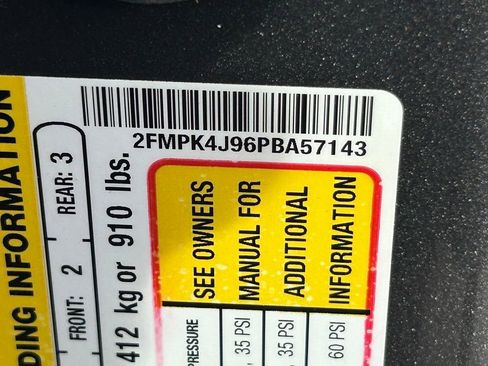 2FMPK4J96PBA57143
DING INFORMATION
FRONT: 2 REAR: 3
412 kg or 910 lbs.
PRESSURE
, 35 PSI
, 35 PSI
60 PSI
SEE OWNERS
MANUAL FOR
ADDITIONAL
INFORMATION